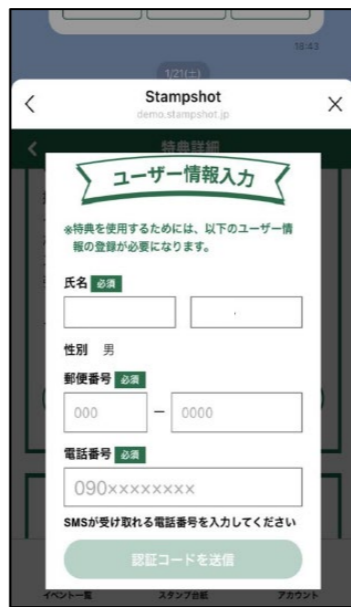 18:43
1/21(土)
Stampshot
demo.stampshot.jp
特典詳細
ユーザー情報入力
※特典を使用するためには、以下のユーザー情
報の登録が必要になります。
氏名 必須
性別 男
郵便番号 必須
000 − 0000
電話番号 必須
090××××××××
SMSが受け取れる電話番号を入力してください
認証コードを送信
イベント一覧 スタンプ台紙 アカウント